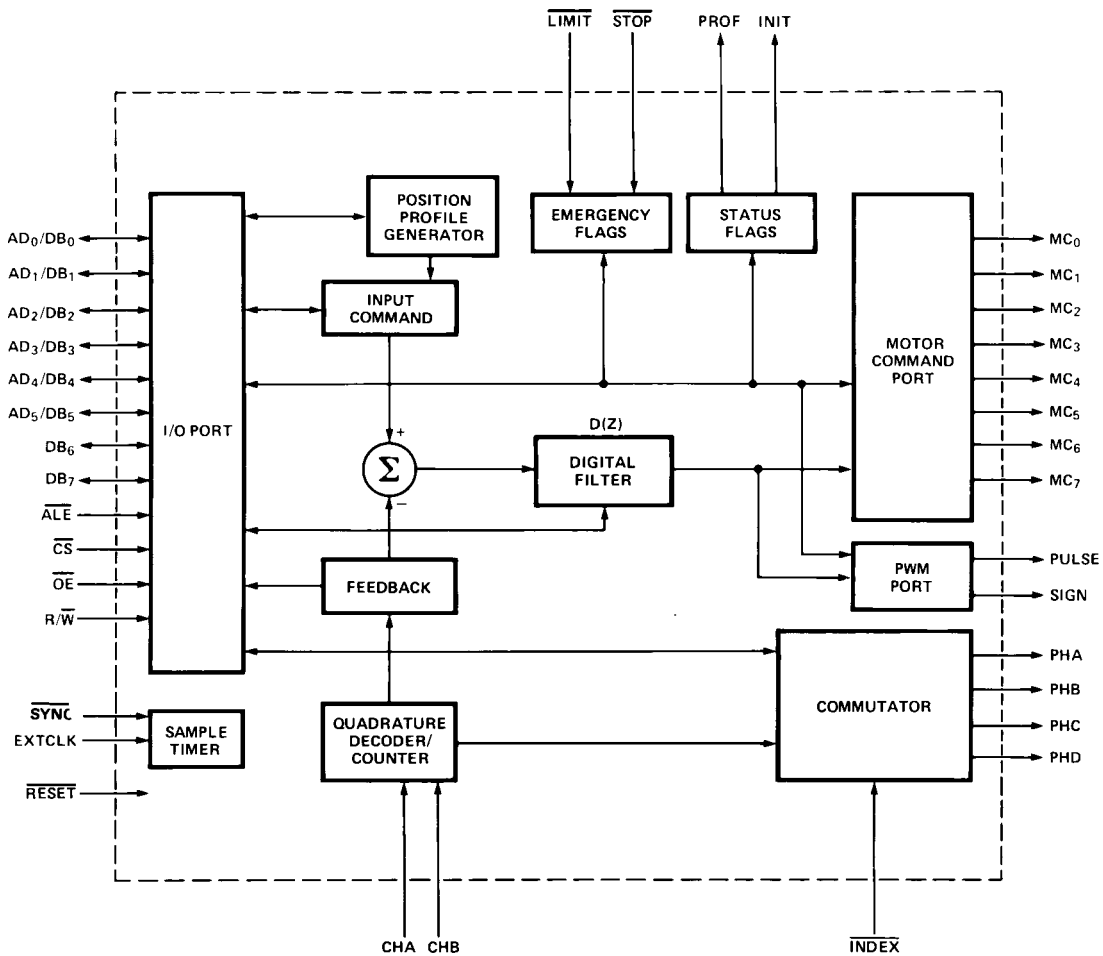 LIMIT STOP PROF INIT
POSITION
PROFILE
GENERATOR
EMERGENCY
FLAGS
STATUS
FLAGS
INPUT
COMMAND
AD₀/DB₀
AD₁/DB₁
AD₂/DB₂
AD₃/DB₃
AD₄/DB₄
AD₅/DB₅
DB₆
DB₇
ALE
CS
OE
R/W
I/O PORT
+
Σ
−
D(Z)
DIGITAL
FILTER
MOTOR
COMMAND
PORT
MC₀
MC₁
MC₂
MC₃
MC₄
MC₅
MC₆
MC₇
FEEDBACK
PWM
PORT
PULSE
SIGN
SYNC
EXTCLK
RESET
SAMPLE
TIMER
QUADRATURE
DECODER/
COUNTER
COMMUTATOR
PHA
PHB
PHC
PHD
CHA CHB
INDEX